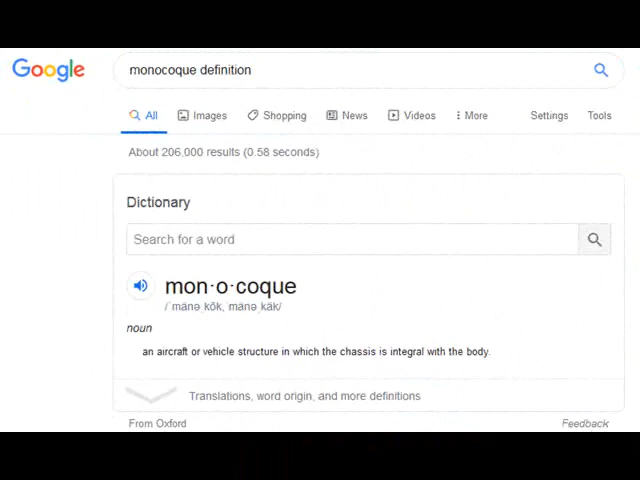 Google
monocoque definition
All Images Shopping News Videos More Settings Tools
About 206,000 results (0.58 seconds)
Dictionary
Search for a word
mon·o·coque
/ˈmänəˌkōk,ˈmänəˌkäk/
noun
an aircraft or vehicle structure in which the chassis is integral with the body.
Translations, word origin, and more definitions
From Oxford Feedback